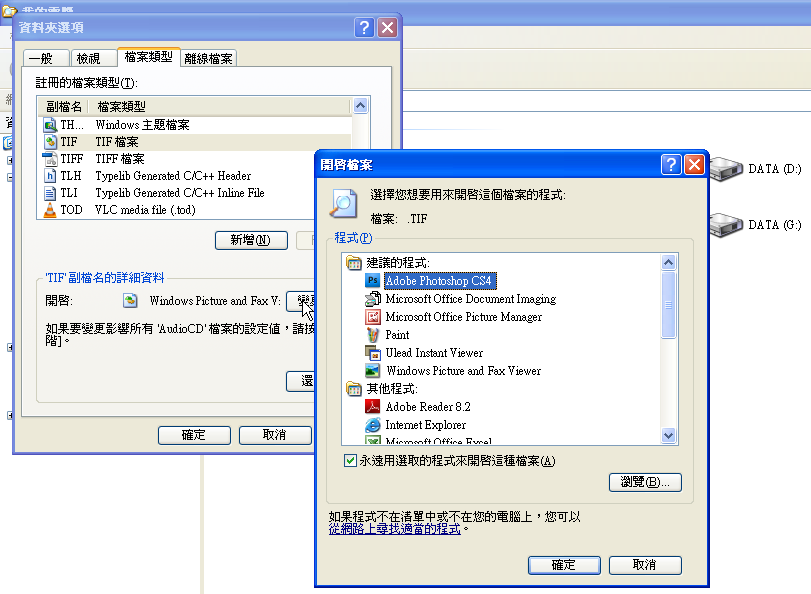 我的電腦
資料夾選項
一般
檢視
檔案類型
離線檔案
註冊的檔案類型(T):
副檔名
檔案類型
TH... Windows 主題檔案
TIF TIF 檔案
TIFF TIFF 檔案
TLH Typelib Generated C/C++ Header
TLI Typelib Generated C/C++ Inline File
TOD VLC media file (.tod)
新增(N)
'TIF' 副檔名的詳細資料
開啓: Windows Picture and Fax V:
如果要變更影響所有 'AudioCD' 檔案的設定值，請按
階]。
還
確定
取消
開啓檔案
選擇您想要用來開啓這個檔案的程式:
檔案: .TIF
程式(P)
建議的程式:
Ps Adobe Photoshop CS4
Microsoft Office Document Imaging
Microsoft Office Picture Manager
Paint
Ulead Instant Viewer
Windows Picture and Fax Viewer
其他程式:
Adobe Reader 8.2
Internet Explorer
Microsoft Office Excel
永遠用選取的程式來開啓這種檔案(A)
瀏覽(B)...
如果程式不在清單中或不在您的電腦上，您可以
從網路上尋找適當的程式。
確定
取消
DATA (D:)
DATA (G:)